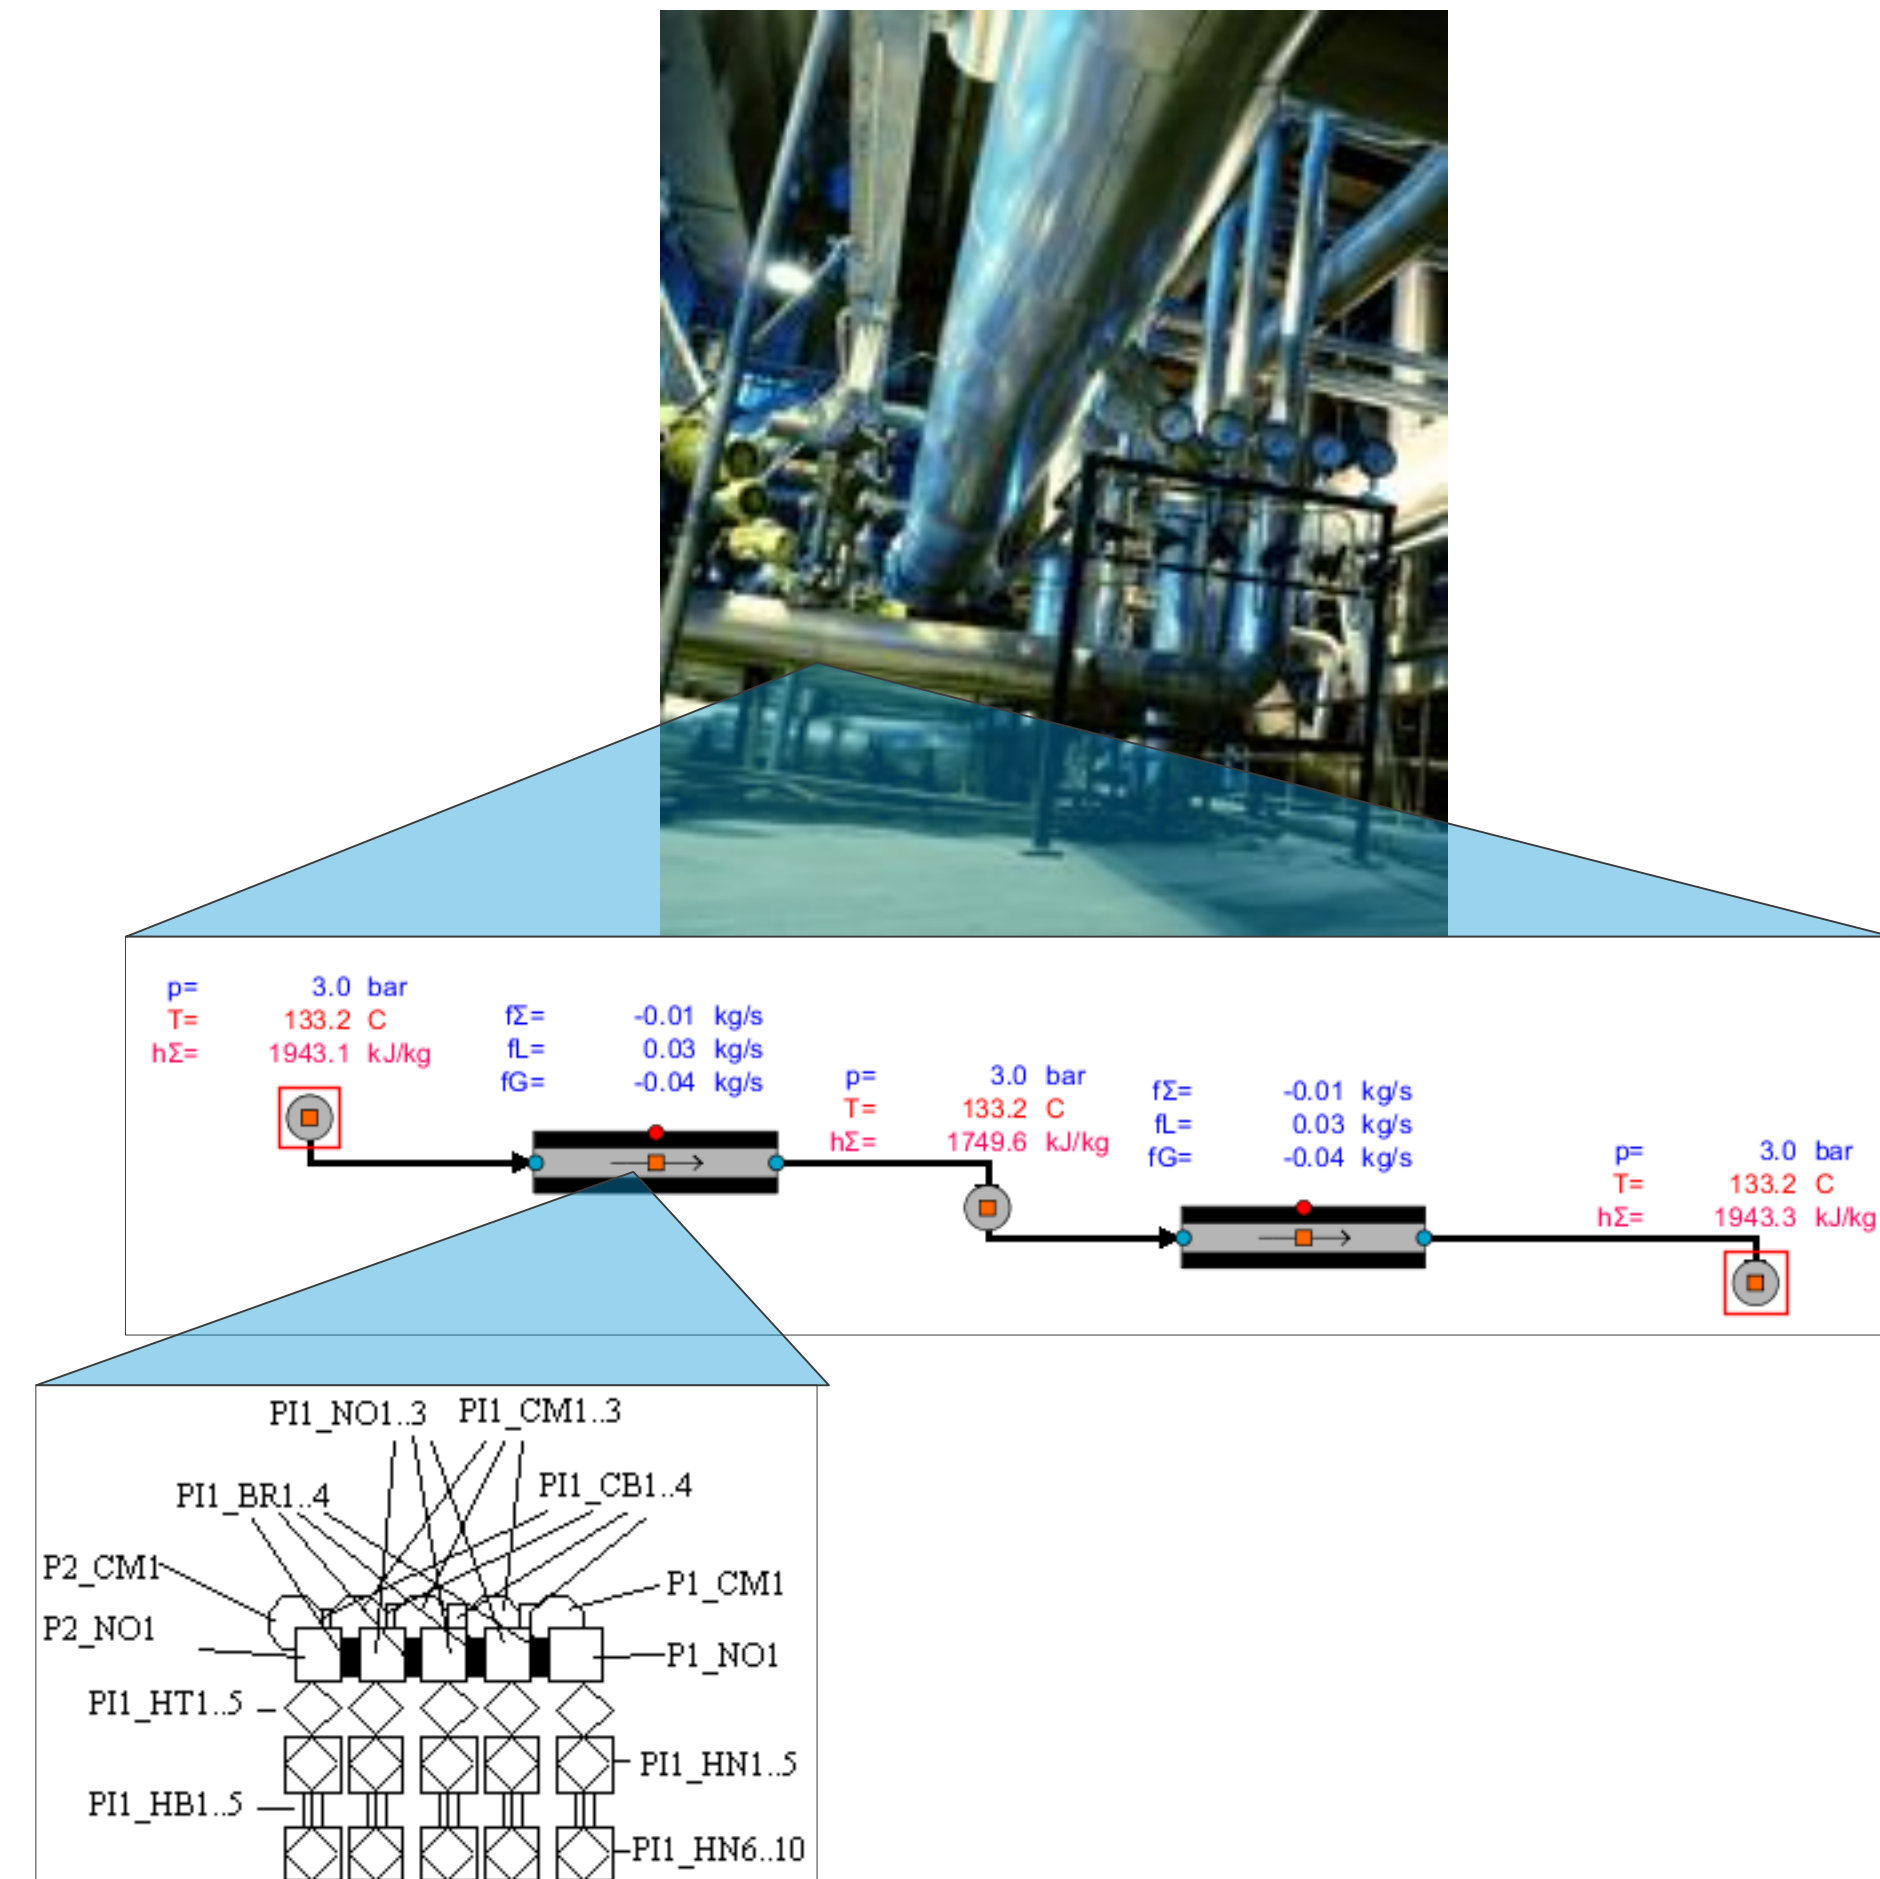 p= 3.0 bar
T= 133.2 C
hΣ= 1943.1 kJ/kg
fΣ= -0.01 kg/s
fL= 0.03 kg/s
fG= -0.04 kg/s
p= 3.0 bar
T= 133.2 C
hΣ= 1749.6 kJ/kg
fΣ= -0.01 kg/s
fL= 0.03 kg/s
fG= -0.04 kg/s
p= 3.0 bar
T= 133.2 C
hΣ= 1943.3 kJ/kg
PI1_NO1..3 PI1_CM1..3
PI1_BR1..4 PI1_CB1..4
P2_CM1 P1_CM1
P2_NO1 P1_NO1
PI1_HT1..5
PI1_HN1..5
PI1_HB1..5
PI1_HN6..10